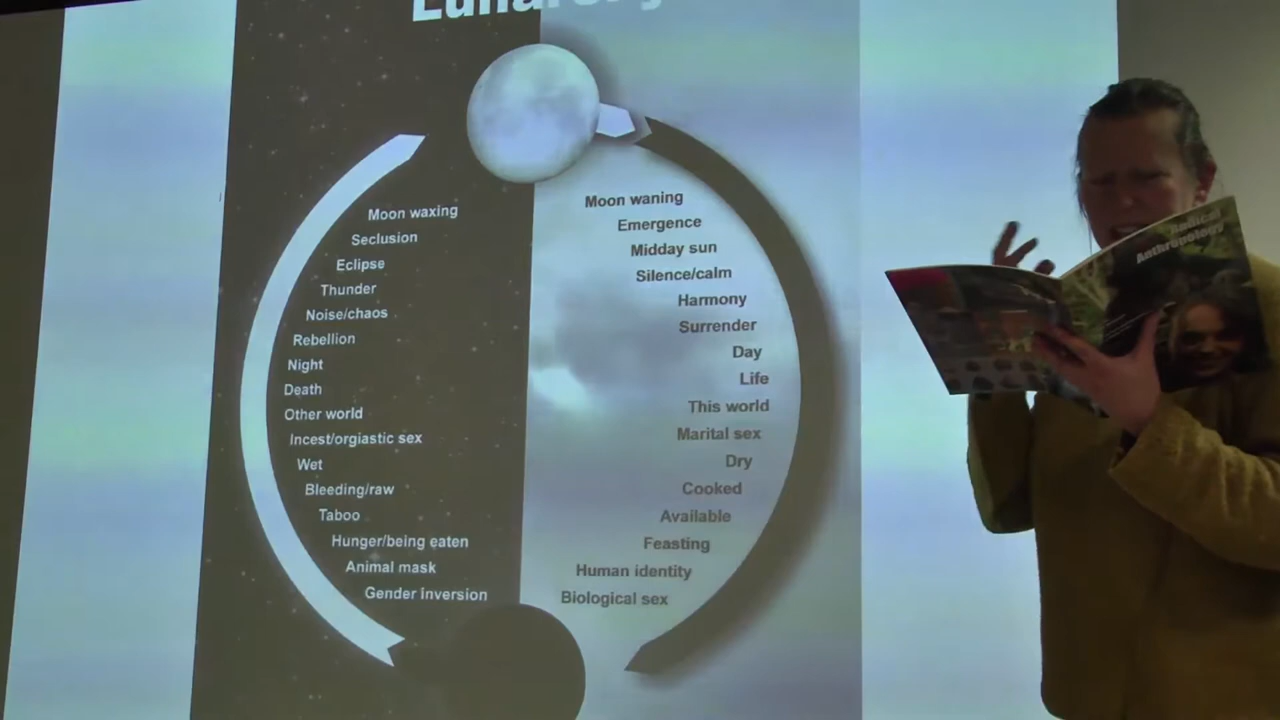 Moon waxing
Seclusion
Eclipse
Thunder
Noise/chaos
Rebellion
Night
Death
Other world
Incest/orgiastic sex
Wet
Bleeding/raw
Taboo
Hunger/being eaten
Animal mask
Gender Inversion
Moon waning
Emergence
Midday sun
Silence/calm
Harmony
Surrender
Day
Life
This world
Marital sex
Dry
Cooked
Available
Feasting
Human identity
Biological sex
Radical
Anthropology